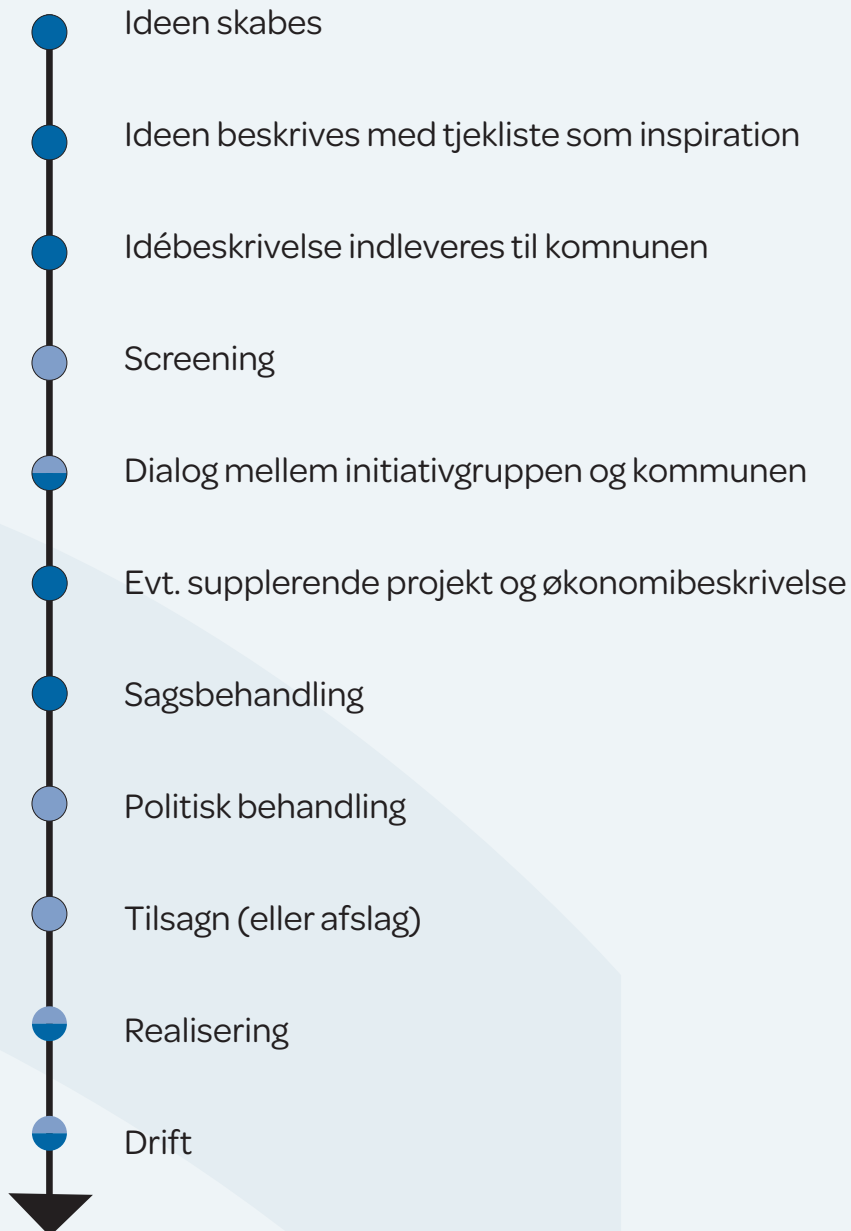 Ideen skabes
Ideen beskrives med tjekliste som inspiration
Idébeskrivelse indleveres til komnunen
Screening
Dialog mellem initiativgruppen og kommunen
Evt. supplerende projekt og økonomibeskrivelse
Sagsbehandling
Politisk behandling
Tilsagn (eller afslag)
Realisering
Drift